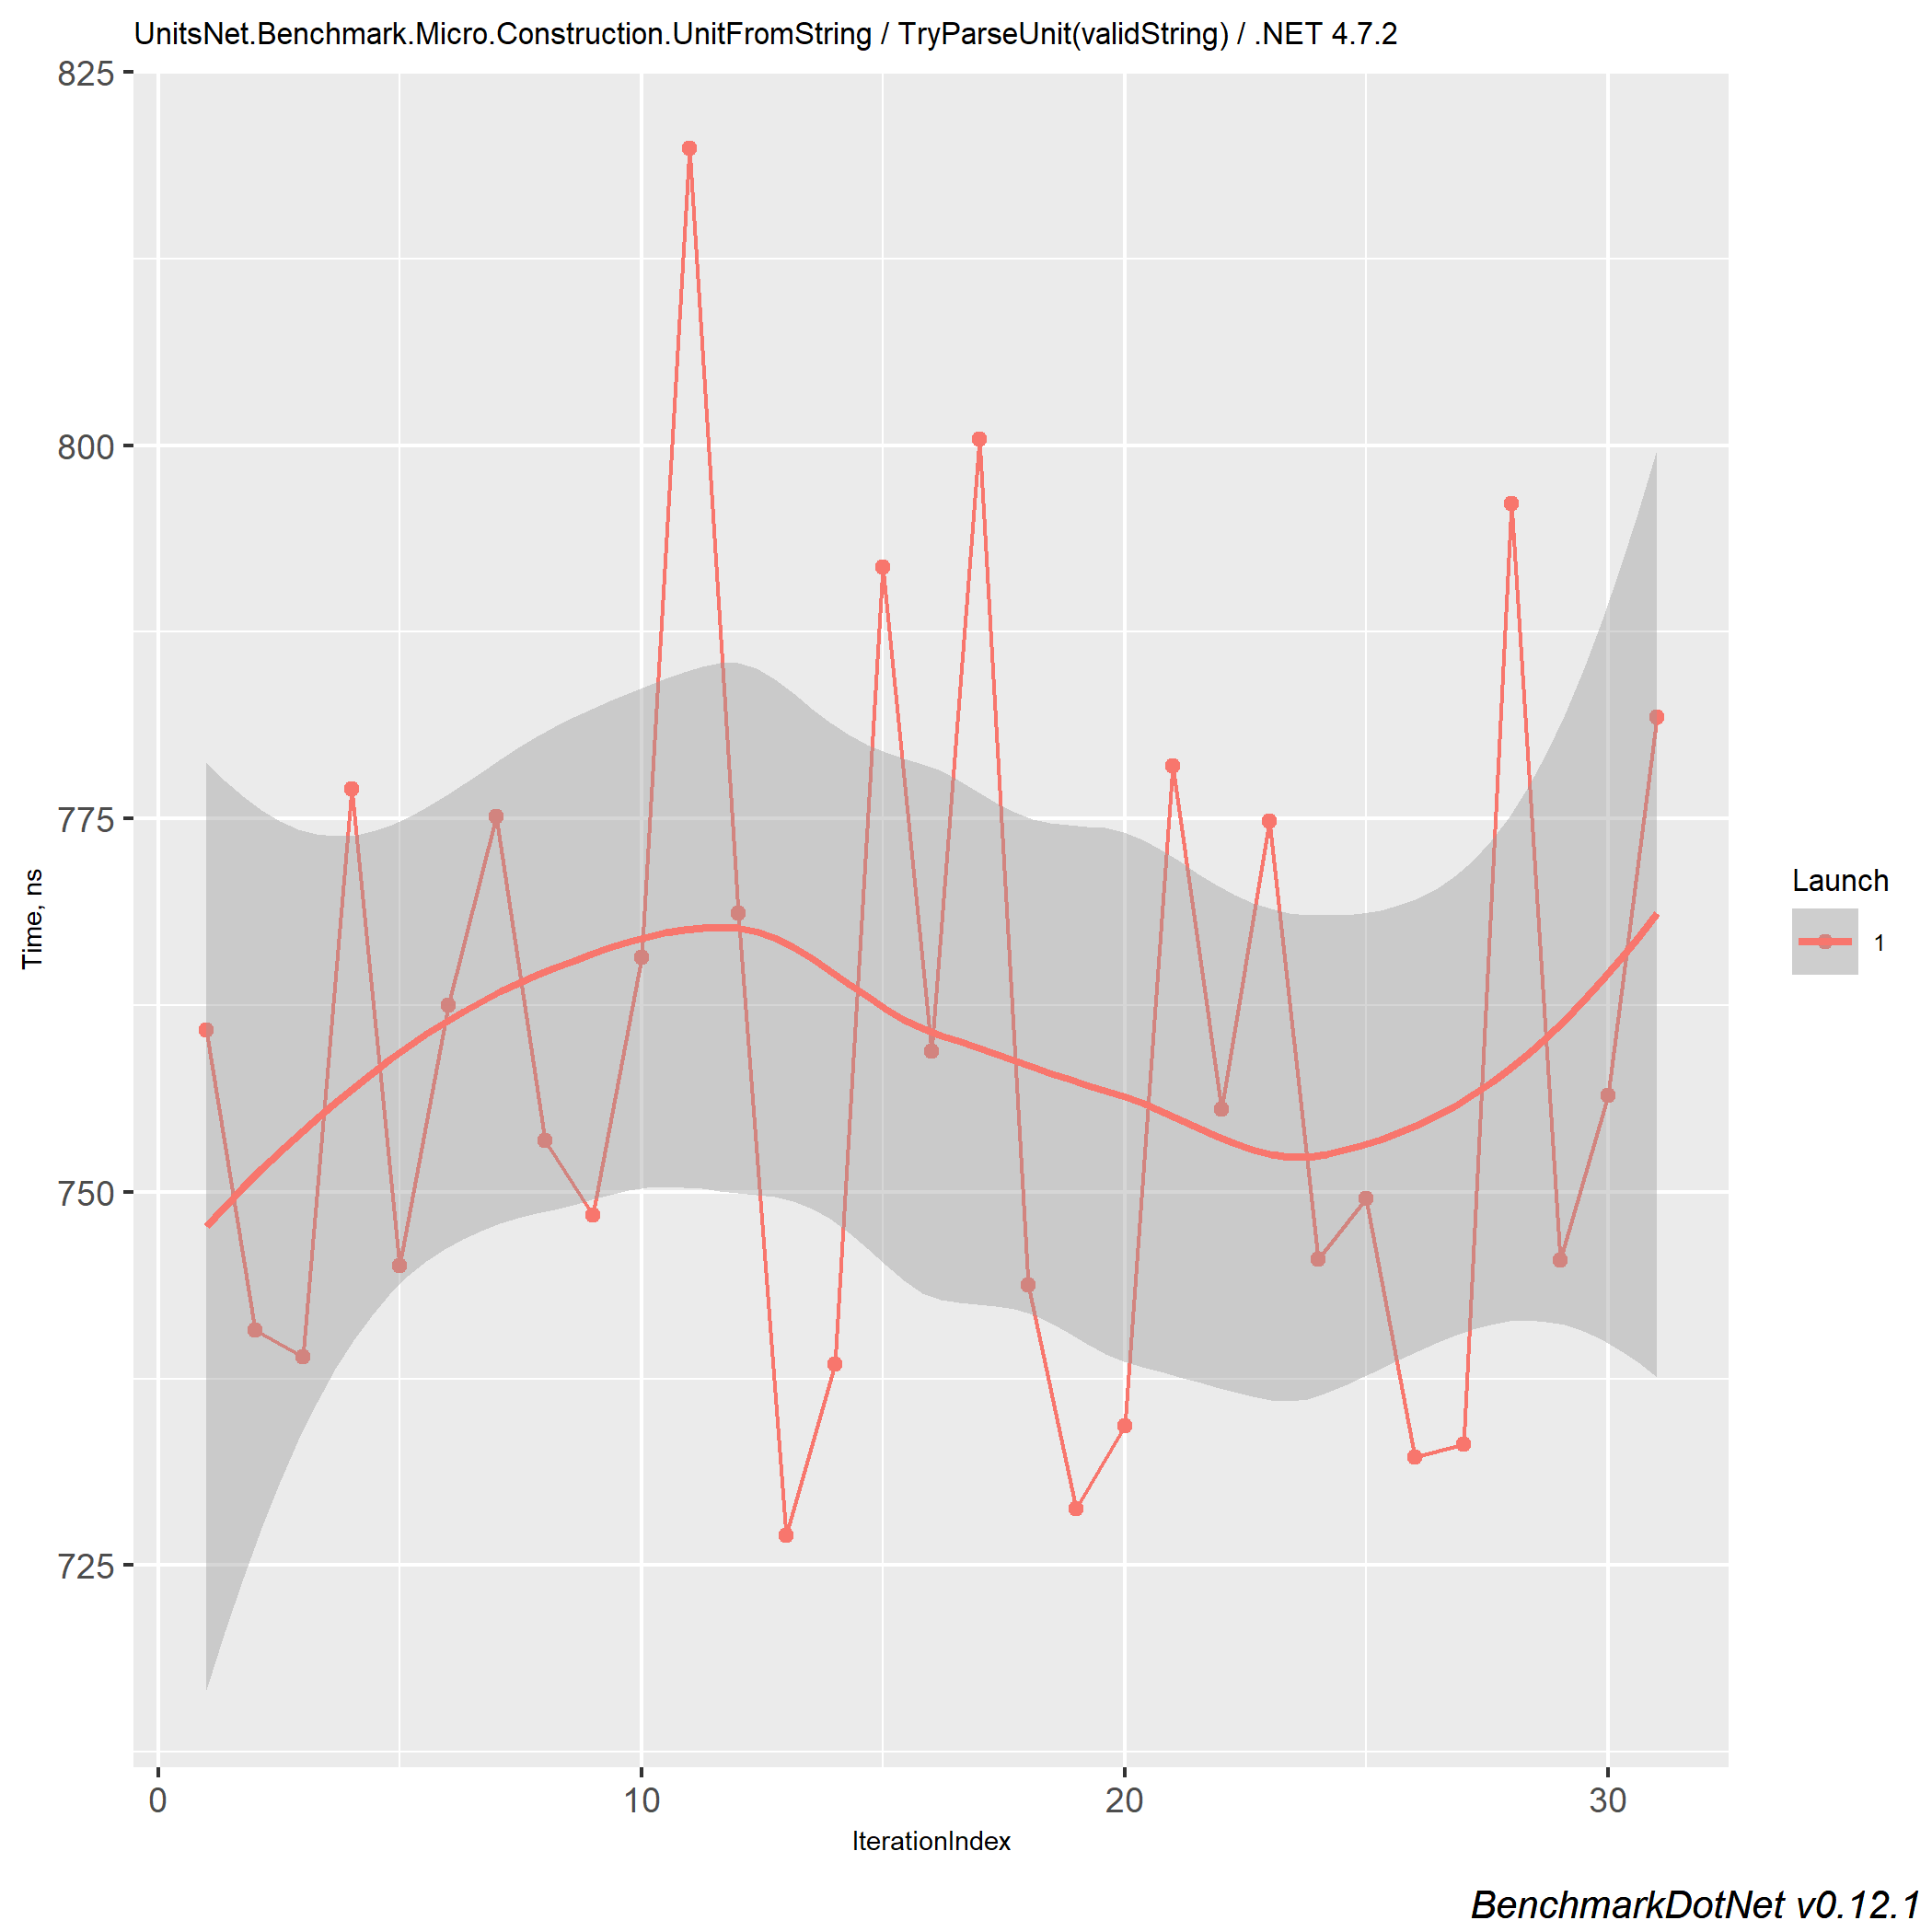 UnitsNet.Benchmark.Micro.Construction.UnitFromString / TryParseUnit(validString) / .NET 4.7.2
825
800
775
750
725
Time, ns
0 10 20 30
IterationIndex
Launch
1
BenchmarkDotNet v0.12.1